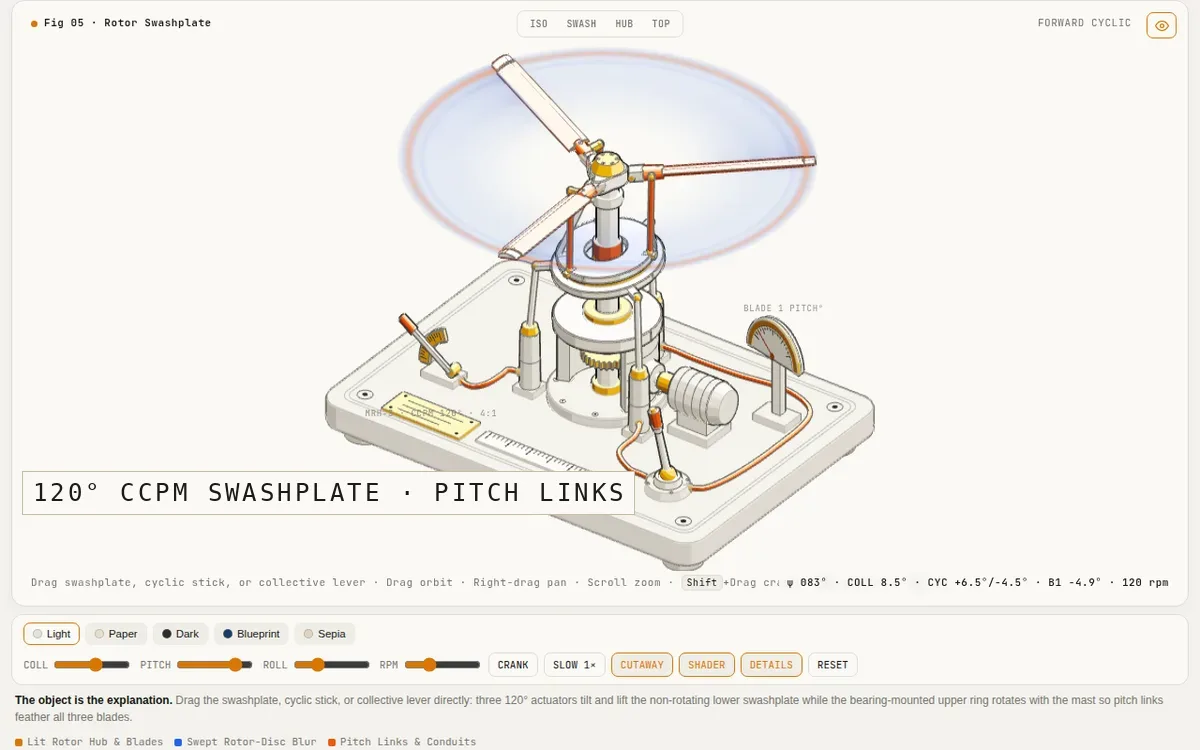 Fig 05 · Rotor Swashplate
ISO SWASH HUB TOP
FORWARD CYCLIC
BLADE 1 PITCH°
CCPM 120° · 4:1
120° CCPM SWASHPLATE · PITCH LINKS
Drag swashplate, cyclic stick, or collective lever · Drag orbit · Right-drag pan · Scroll zoom · Shift+Drag
ψ 083° · COLL 8.5° · CYC +6.5°/-4.5° · B1 -4.9° · 120 rpm
Light Paper Dark Blueprint Sepia
COLL PITCH ROLL RPM CRANK SLOW 1× CUTAWAY SHADER DETAILS RESET
The object is the explanation. Drag the swashplate, cyclic stick, or collective lever directly: three 120° actuators tilt and lift the non-rotating lower swashplate while the bearing-mounted upper ring rotates with the mast so pitch links
feather all three blades.
Lit Rotor Hub & Blades Swept Rotor-Disc Blur Pitch Links & Conduits